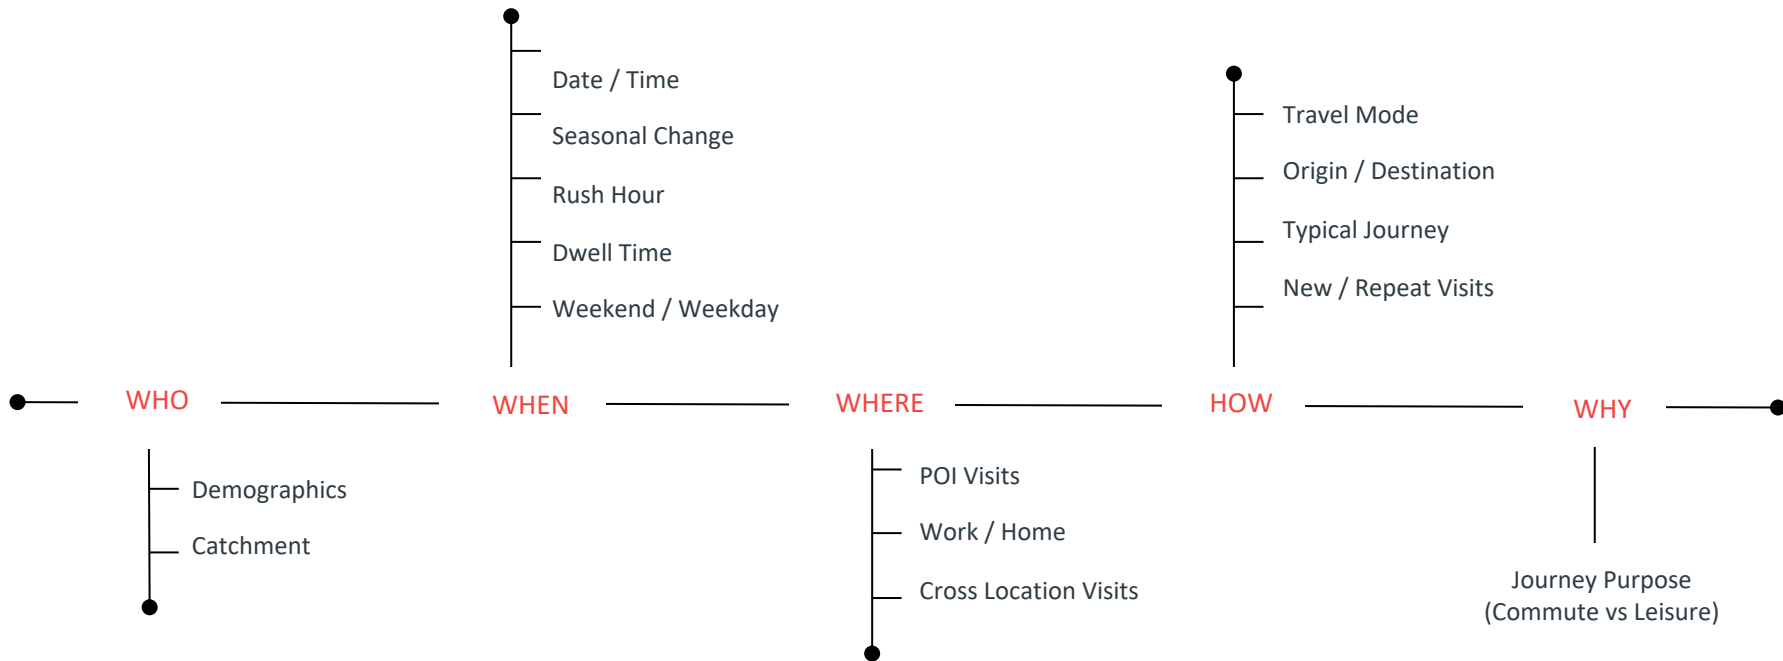 Date / Time
Seasonal Change
Rush Hour
Dwell Time
Weekend / Weekday
Travel Mode
Origin / Destination
Typical Journey
New / Repeat Visits
WHO
WHEN
WHERE
HOW
WHY
Demographics
Catchment
POI Visits
Work / Home
Cross Location Visits
Journey Purpose
(Commute vs Leisure)